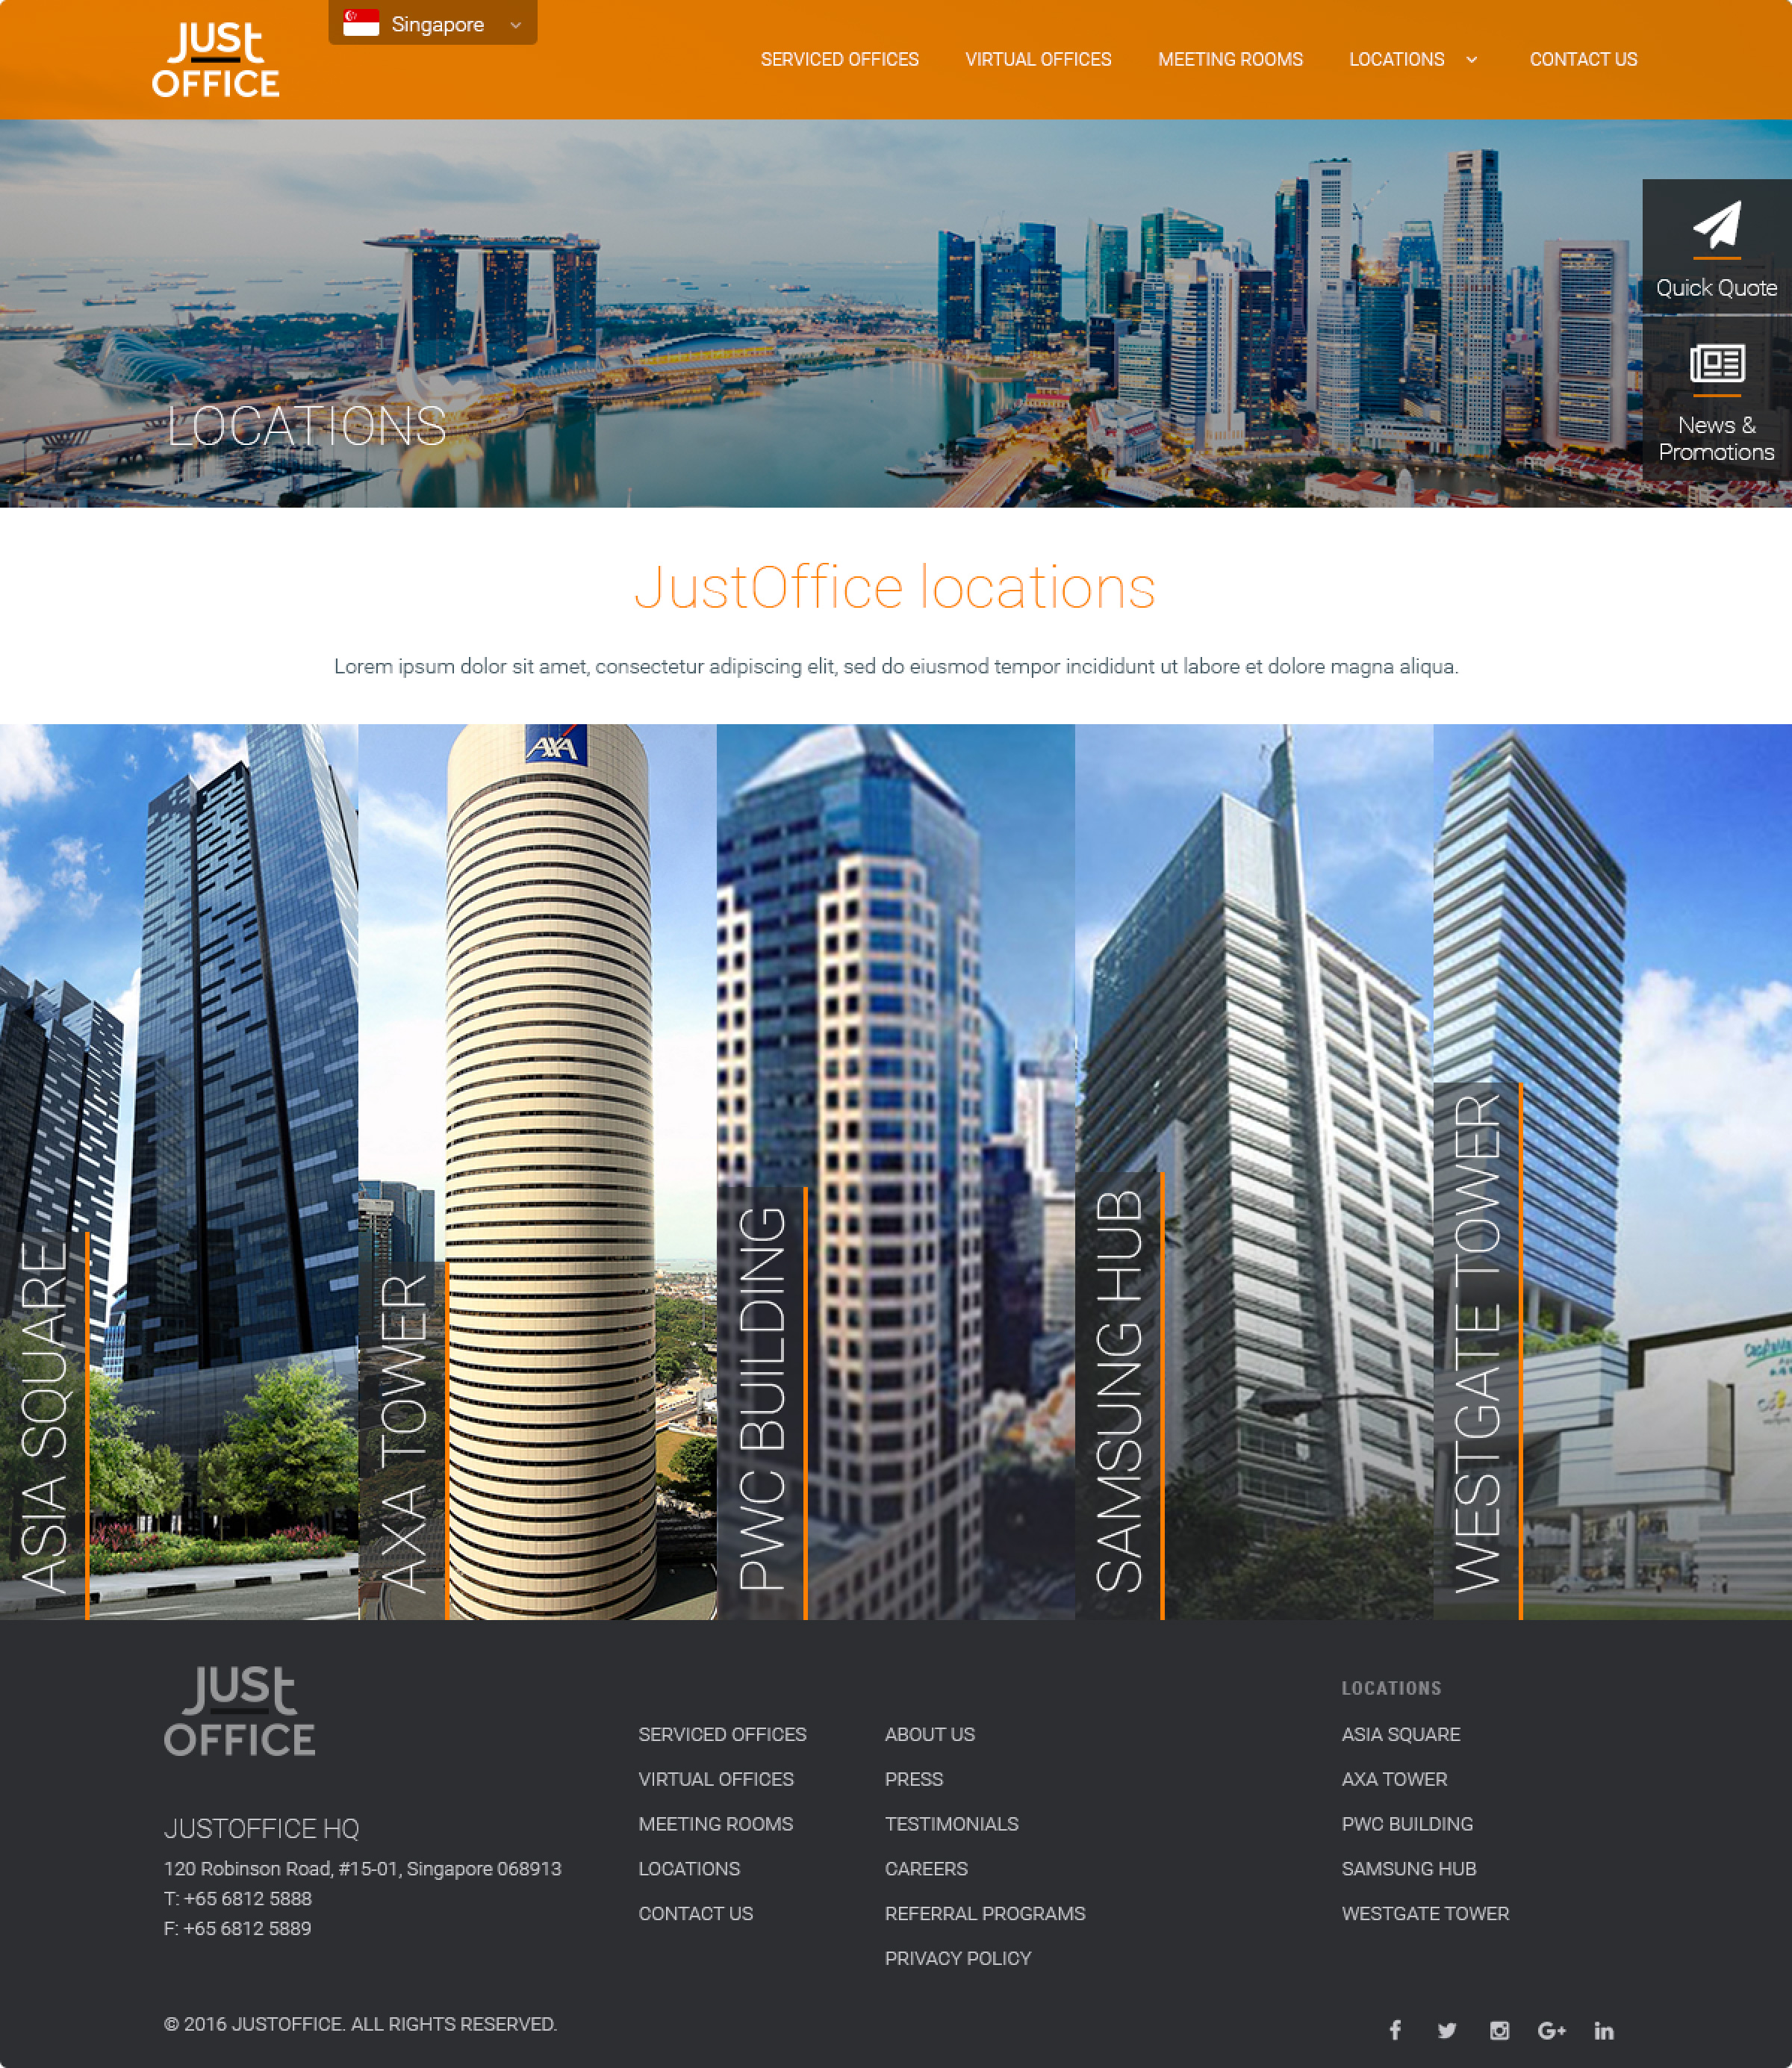 JUST
OFFICE
Singapore
SERVICED OFFICES
VIRTUAL OFFICES
MEETING ROOMS
LOCATIONS
CONTACT US
Quick Quote
News &
Promotions
LOCATIONS
JustOffice locations
Lorem ipsum dolor sit amet, consectetur adipiscing elit, sed do eiusmod tempor incididunt ut labore et dolore magna aliqua.
AXA
ASIA SQUARE
AXA TOWER
PWC BUILDING
SAMSUNG HUB
WESTGATE TOWER
JUST
OFFICE
JUSTOFFICE HQ
120 Robinson Road, #15-01, Singapore 068913
T: +65 6812 5888
F: +65 6812 5889
SERVICED OFFICES
VIRTUAL OFFICES
MEETING ROOMS
LOCATIONS
CONTACT US
ABOUT US
PRESS
TESTIMONIALS
CAREERS
REFERRAL PROGRAMS
PRIVACY POLICY
LOCATIONS
ASIA SQUARE
AXA TOWER
PWC BUILDING
SAMSUNG HUB
WESTGATE TOWER
© 2016 JUSTOFFICE. ALL RIGHTS RESERVED.
f
G+
in